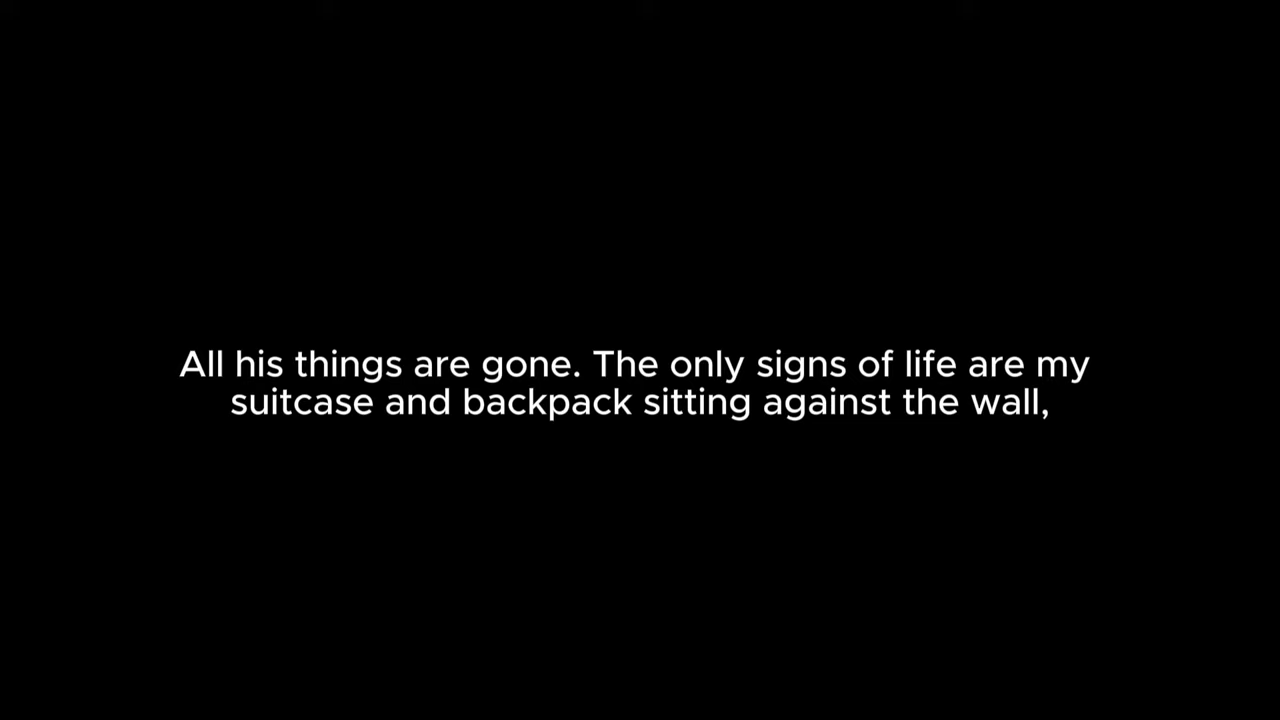 All his things are gone. The only signs of life are my
suitcase and backpack sitting against the wall,